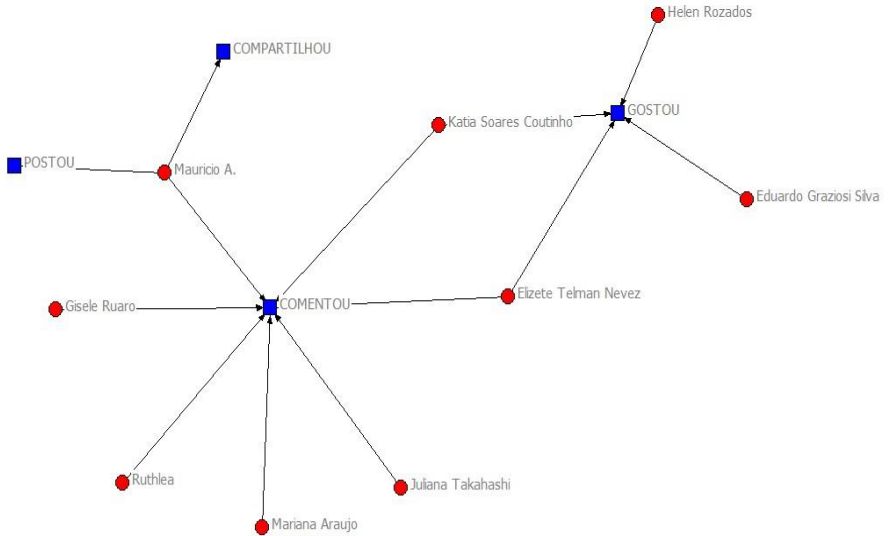 Helen Rozados
COMPARTILHOU
GOSTOU
Katia Soares Coutinho
POSTOU
Mauricio A.
Eduardo Graziosi Silva
Elizete Telman Nevez
Gisele Ruaro
COMENTOU
Ruthlea
Juliana Takahashi
Mariana Araujo